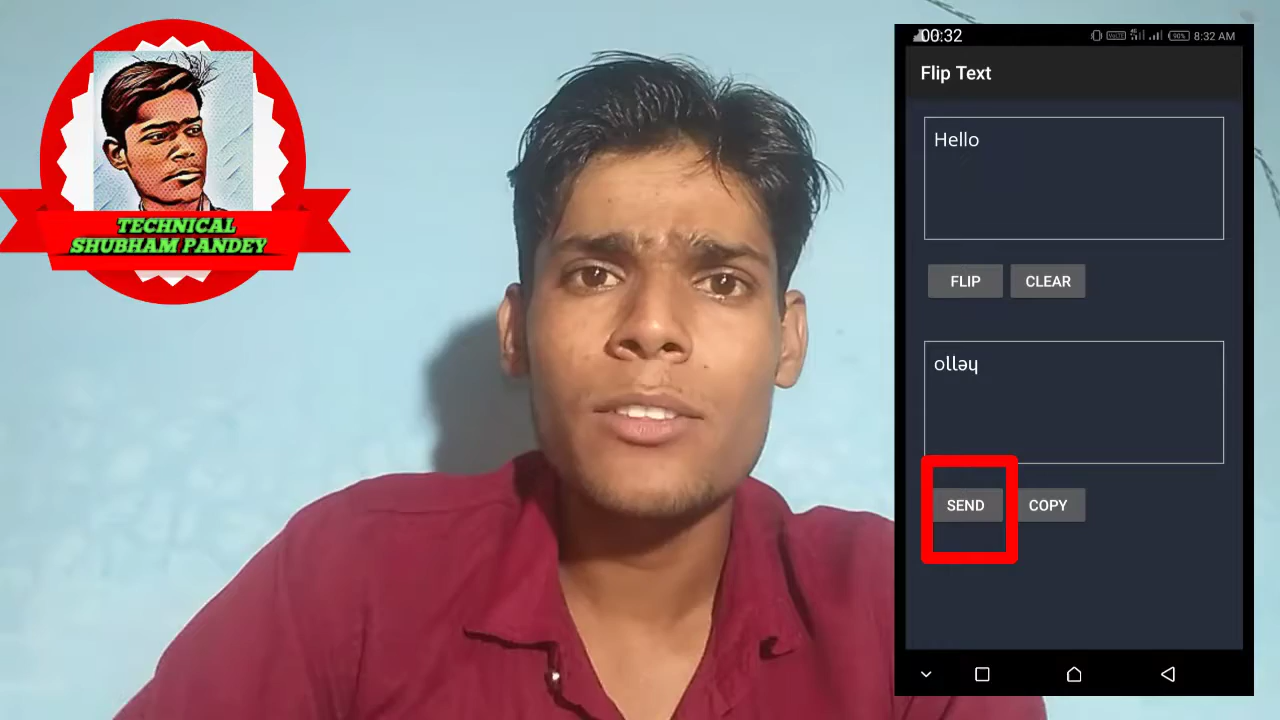 TECHNICAL
SHUBHAM PANDEY
00:32
8:32 AM
Flip Text
Hello
FLIP CLEAR
ollǝɥ
SEND COPY